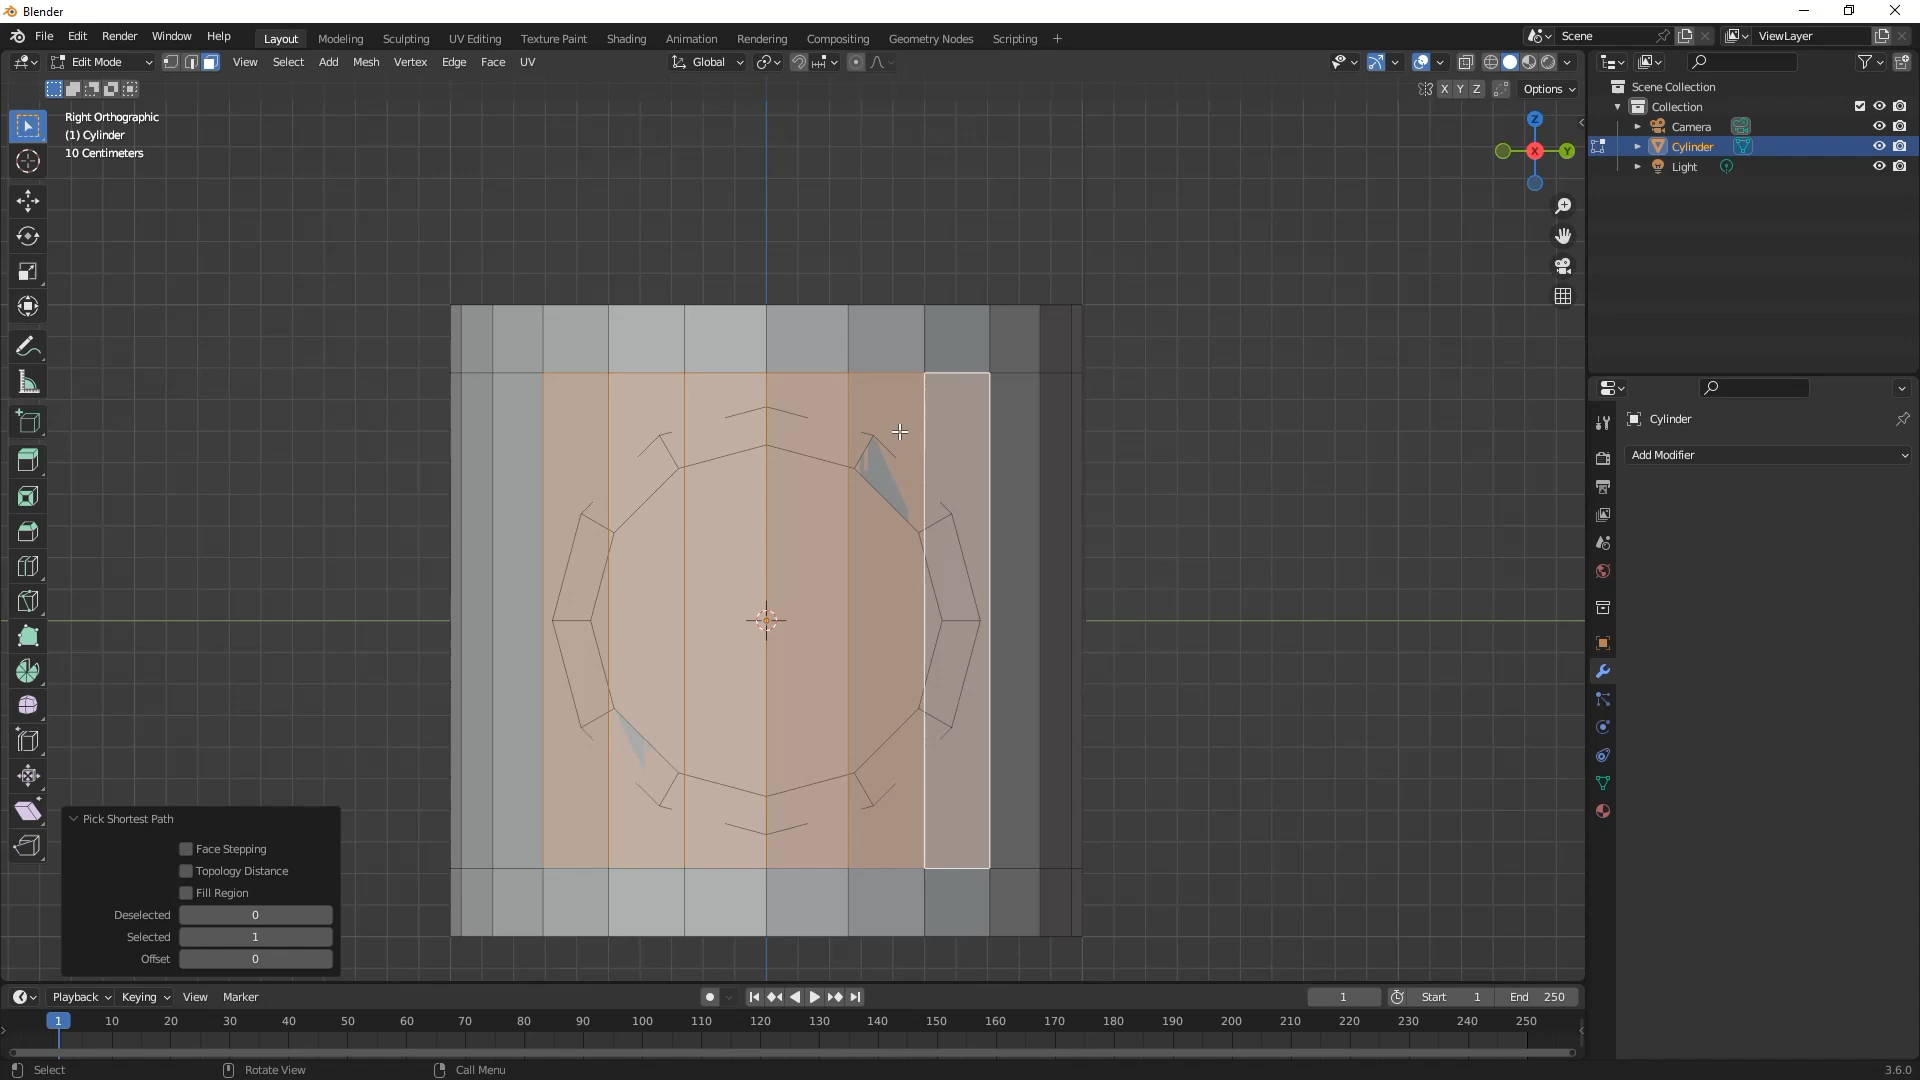 Blender
File Edit Render Window Help
Layout Modeling Sculpting UV Editing Texture Paint Shading Animation Rendering Compositing Geometry Nodes Scripting +
Scene
ViewLayer
Edit Mode
View Select Add Mesh Vertex Edge Face UV
Global
X Y Z
Options
Right Orthographic
(1) Cylinder
10 Centimeters
Z
X
Y
Scene Collection
Collection
Camera
Cylinder
Light
Cylinder
Add Modifier
Pick Shortest Path
Face Stepping
Topology Distance
Fill Region
Deselected 0
Selected 1
Offset 0
Playback Keying View Marker
1
Start 1
End 250
1 10 20 30 40 50 60 70 80 90 100 110 120 130 140 150 160 170 180 190 200 210 220 230 240 250
Select
Rotate View
Call Menu
3.6.0